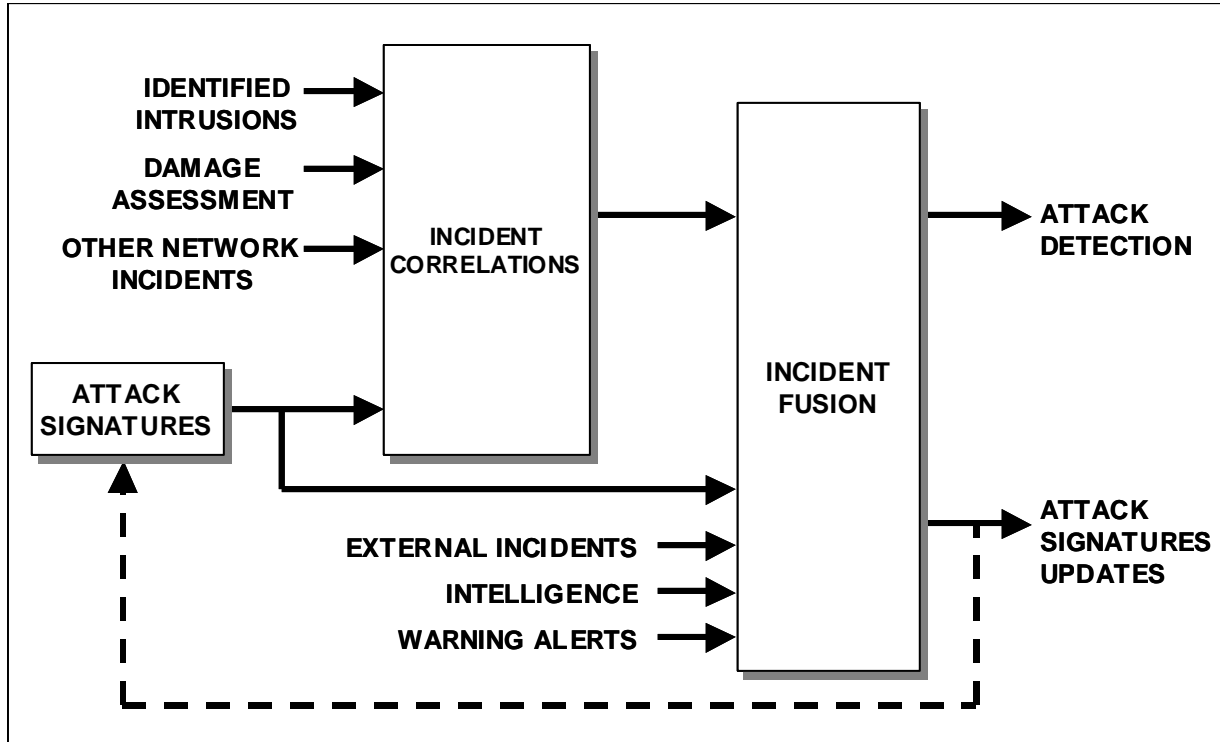 IDENTIFIED
INTRUSIONS
DAMAGE
ASSESSMENT
OTHER NETWORK
INCIDENTS
INCIDENT
CORRELATIONS
ATTACK
SIGNATURES
EXTERNAL INCIDENTS
INTELLIGENCE
WARNING ALERTS
INCIDENT
FUSION
ATTACK
DETECTION
ATTACK
SIGNATURES
UPDATES